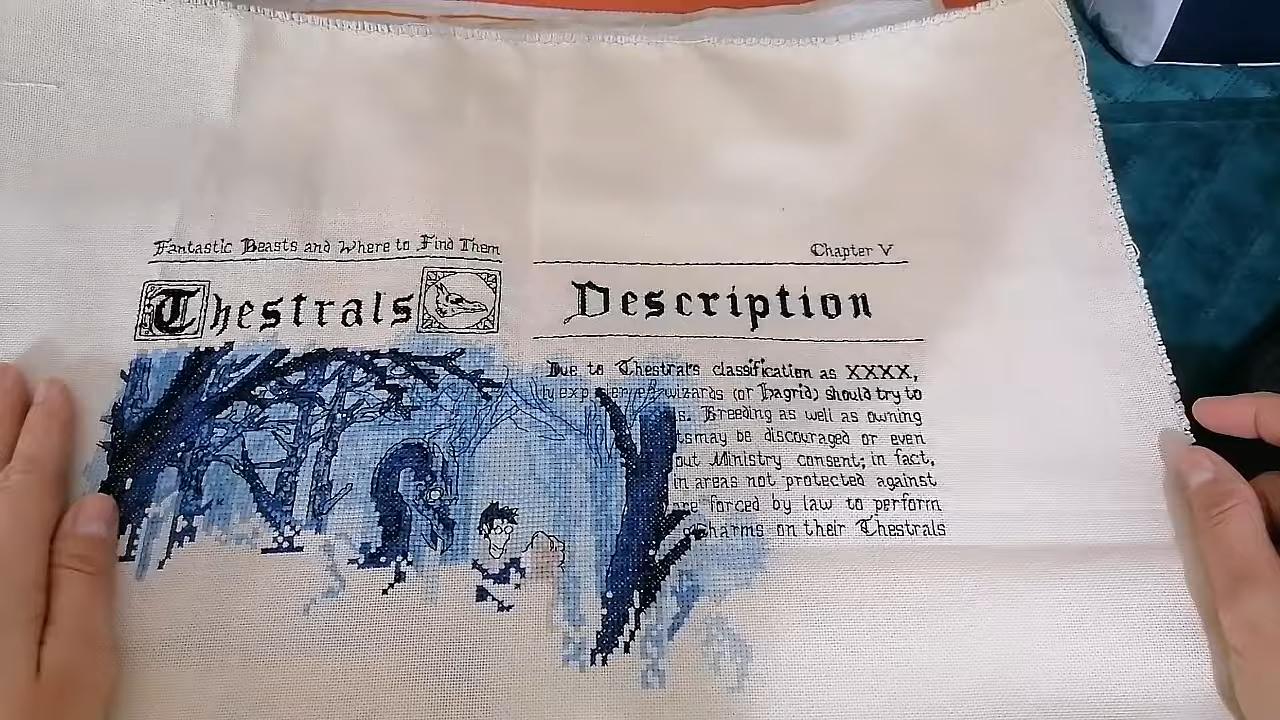 Fantastic Beasts and Where to Find Them
Thestrals
Chapter V
Description
Due to Thestral's classification as XXXX,
wizards (or Hagrid) should try to
Breeding as well as owning
may be discouraged or even
out Ministry consent; in fact,
in areas not protected against
forced by law to perform
charms on their Thestrals